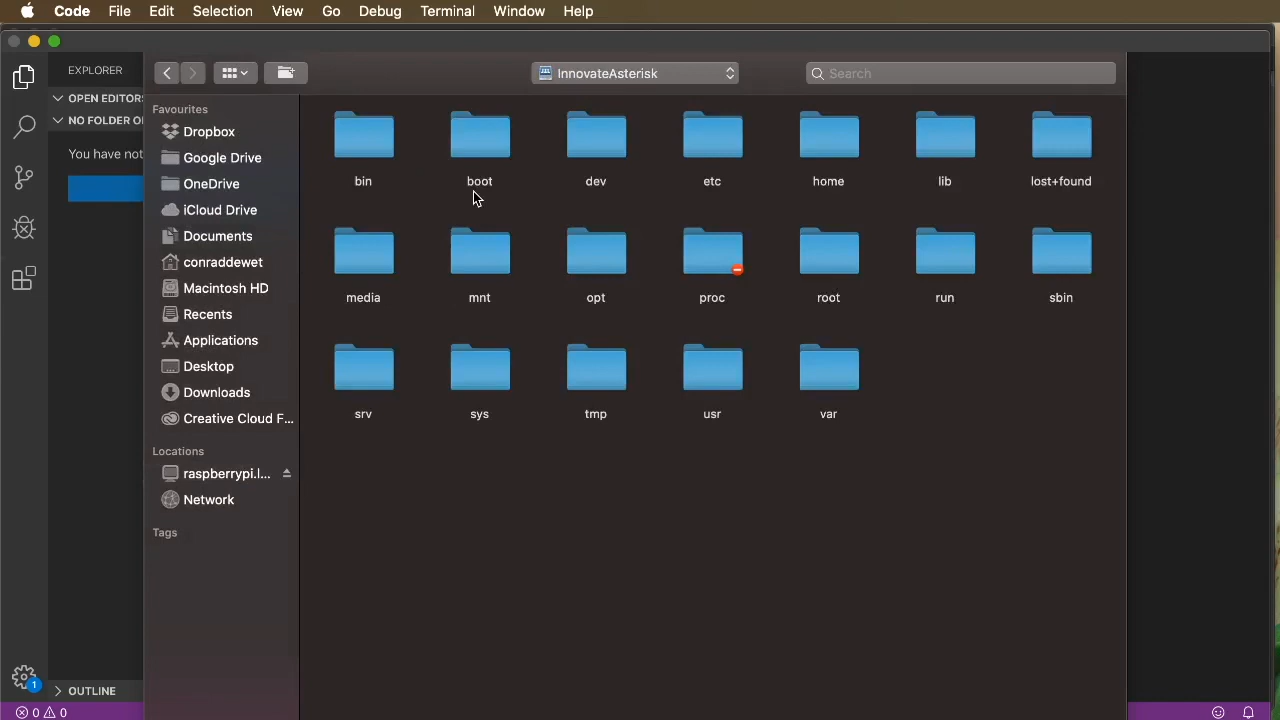 Code File Edit Selection View Go Debug Terminal Window Help
EXPLORER
OPEN EDITORS
NO FOLDER O
You have not
InnovateAsterisk
Search
Favourites
Dropbox
Google Drive
OneDrive
iCloud Drive
Documents
conraddewet
Macintosh HD
Recents
Applications
Desktop
Downloads
Creative Cloud F...
Locations
raspberrypi.l...
Network
Tags
bin boot dev etc home lib lost+found
media mnt opt proc root run sbin
srv sys tmp usr var
1
OUTLINE
0 0